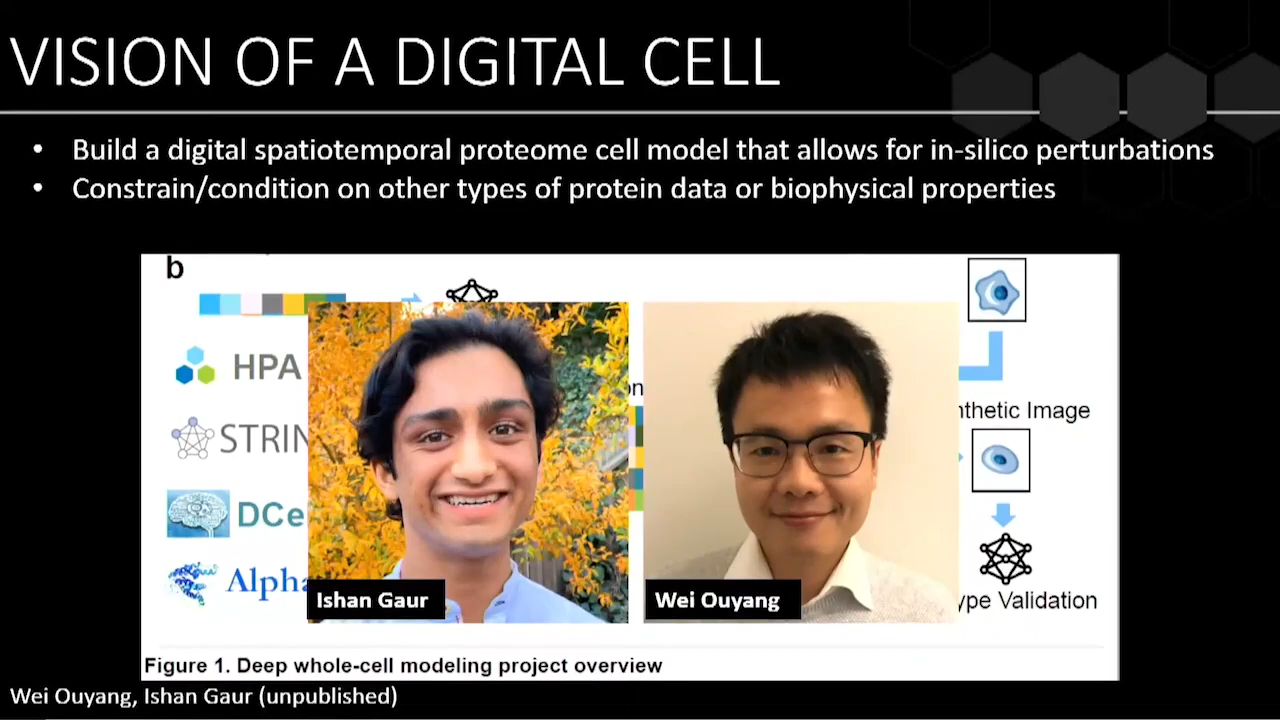 VISION OF A DIGITAL CELL
• Build a digital spatiotemporal proteome cell model that allows for in-silico perturbations
• Constrain/condition on other types of protein data or biophysical properties
b
HPA
STRIN
DCe
Alpha
on
nthetic Image
ype Validation
Ishan Gaur
Wei Ouyang
Figure 1. Deep whole-cell modeling project overview
Wei Ouyang, Ishan Gaur (unpublished)